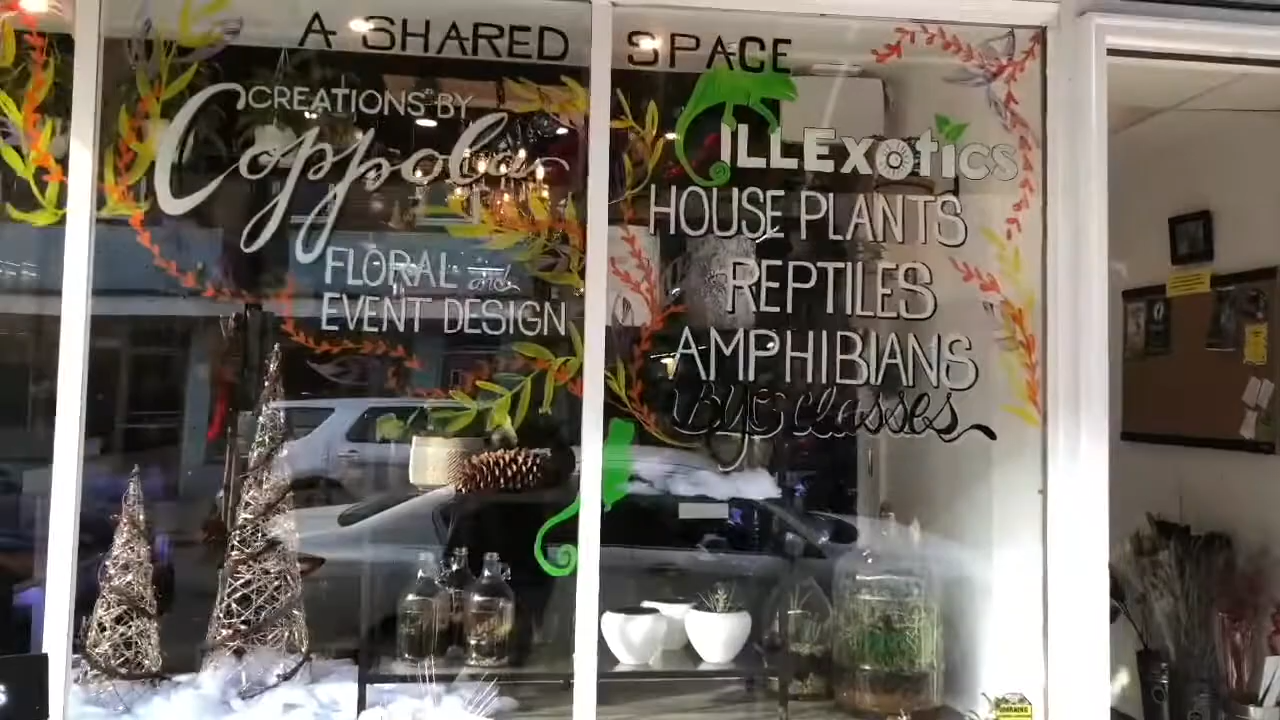 A SHARED SPACE
CREATIONS BY
Coppola
FLORAL and
EVENT DESIGN
ILLExotics
HOUSE PLANTS
REPTILES
AMPHIBIANS
classes